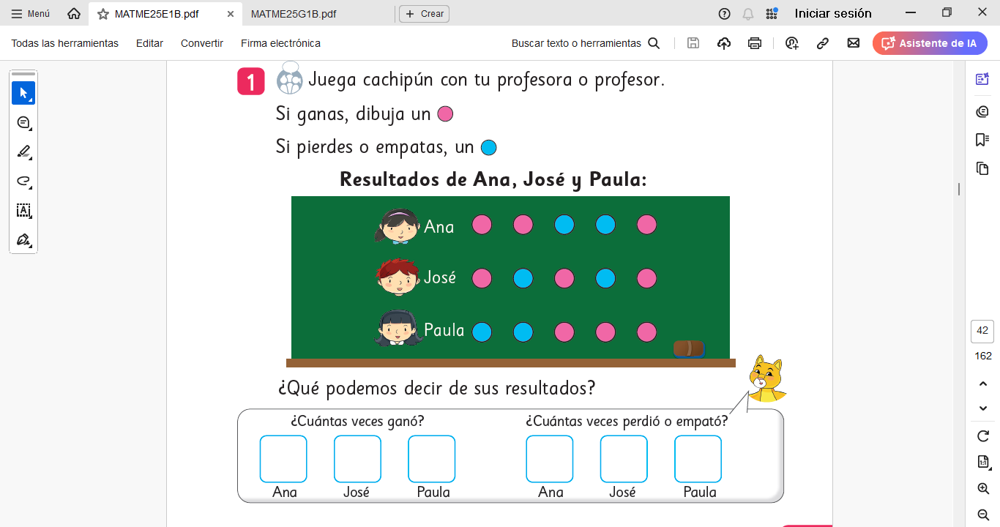 Menú
MATME25E1B.pdf
MATME25G1B.pdf
Crear
Iniciar sesión
Todas las herramientas
Editar
Convertir
Firma electrónica
Buscar texto o herramientas
Asistente de IA
1 Juega cachipún con tu profesora o profesor.
Si ganas, dibuja un
Si pierdes o empatas, un
Resultados de Ana, José y Paula:
Ana
José
Paula
¿Qué podemos decir de sus resultados?
¿Cuántas veces ganó?
Ana José Paula
¿Cuántas veces perdió o empató?
Ana José Paula
42
162
1:1